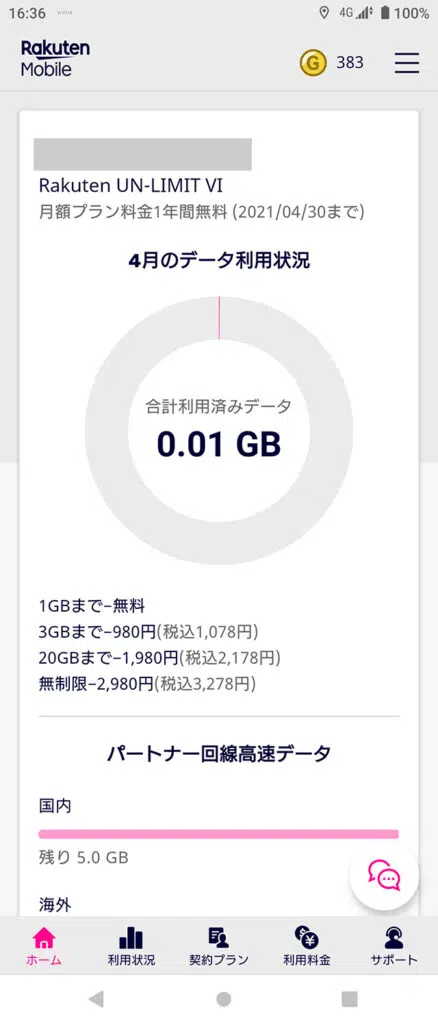 16:36
4G
100%
Rakuten
Mobile
G
383
Rakuten UN-LIMIT VI
月額プラン料金1年間無料 (2021/04/30まで)
4月のデータ利用状況
合計利用済みデータ
0.01 GB
1GBまで–無料
3GBまで–980円(税込1,078円)
20GBまで–1,980円(税込2,178円)
無制限–2,980円(税込3,278円)
パートナー回線高速データ
国内
残り 5.0 GB
海外
ホーム
利用状況
契約プラン
利用料金
サポート